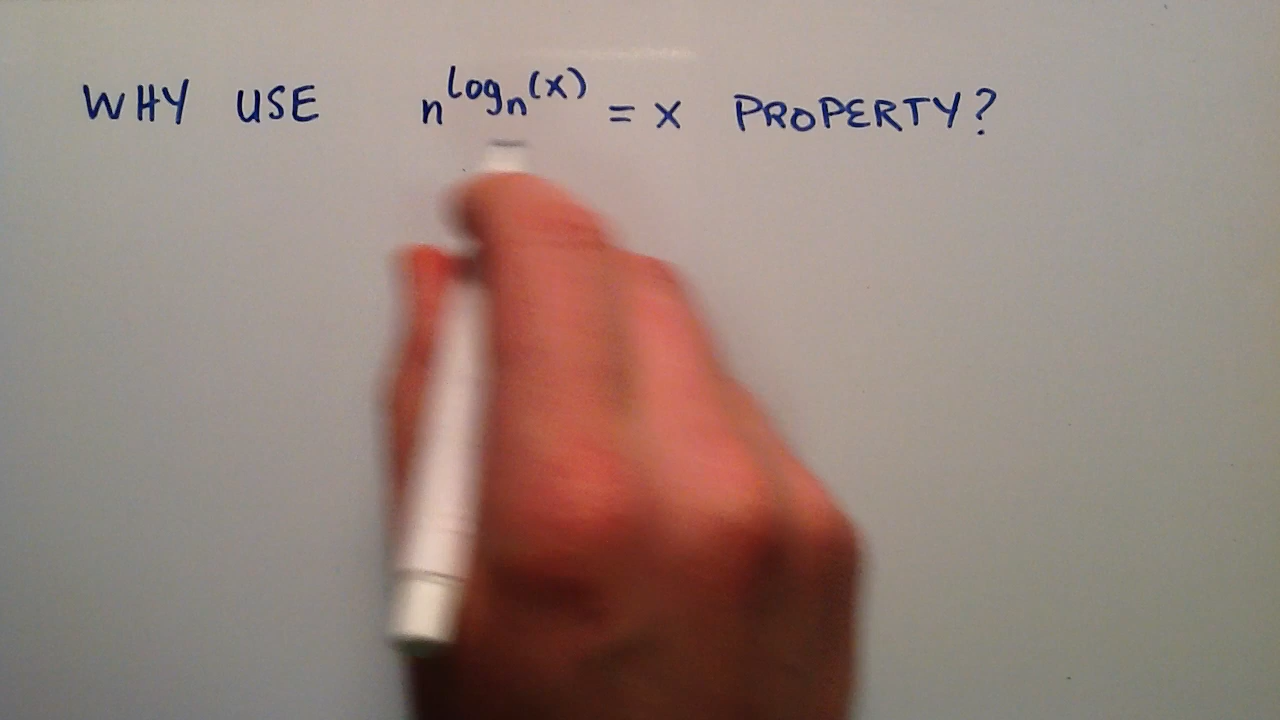 WHY USE n^log_n(x) = x PROPERTY?